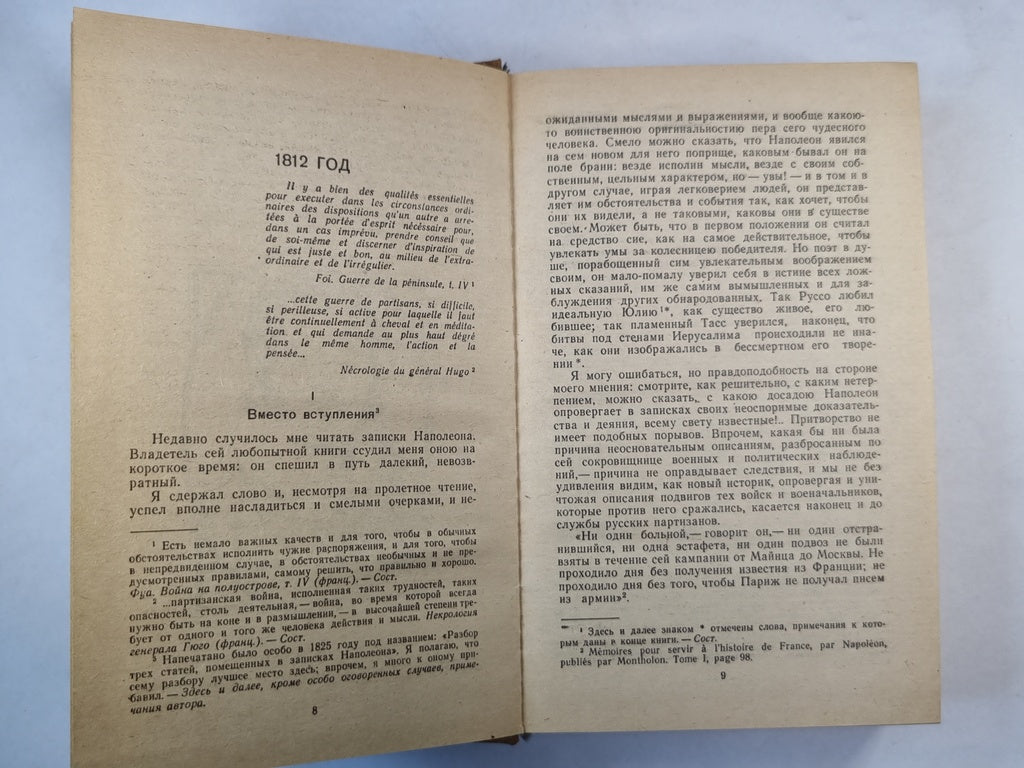 1812 ГОД
Il y a bien des qualités essentielles
pour executer dans les circonstances ordi-
naires des dispositions qu'un autre a arre-
tées à la portée d'esprit nécessaire pour,
dans un cas imprévu, prendre conseil que
de soi-même et discerner d'inspiration de
qui est juste et bon, au milieu de l'extra-
ordinaire et de l'irrégulier.
Foi. Guerre de la péninsule, t. IV ¹
...cette guerre de partisans, si difficile,
si perilleuse, si active pour laquelle il faut
être continuellement à cheval et en médita-
tion et qui demande au plus haut dégré
dans le même homme, l'action et la
pensée...
Nécrologie du général Hugo ²
I
Вместо вступления³
Недавно случилось мне читать записки Наполеона.
Владетель сей любопытной книги ссудил меня оною на
короткое время: он спешил в путь далекий, невозв-
ратный.
Я сдержал слово и, несмотря на пролетное чтение,
успел вполне насладиться и смелыми очерками, и не-
¹ Есть немало важных качеств и для того, чтобы в обычных
обстоятельствах исполнить чужие распоряжения, и для того, чтобы
в непредвиденном случае, в обстоятельствах необычных и не пре-
дусмотренных правилами, самому решить, что правильно и хорошо.
Фуа. Война на полуострове, т. IV (франц.). — Сост.
² ...партизанская война, исполненная таких трудностей, таких
опасностей, столь деятельная, — война, во время которой всегда
нужно быть на коне и в размышлении, — в высочайшей степени тре-
бует от одного и того же человека действия и мысли. Некрология
генерала Гюго (франц.). — Сост.
³ Напечатано было особо в 1825 году под названием: «Разбор
трех статей, помещенных в записках Наполеона». Я полагаю, что
сему разбору лучшее место здесь; впрочем, я много к оному при-
бавил. — Здесь и далее, кроме особо оговоренных случаев, приме-
чания автора.
8
ожиданными мыслями и выражениями, и вообще какою-
то воинственною оригинальностию пера сего чудесного
человека. Смело можно сказать, что Наполеон явился
на сем новом для него поприще, каковым бывал он на
поле брани: везде исполин мысли, везде с своим соб-
ственным, цельным характером, но — увы! — и в том и в
другом случае, играя легковерием людей, он представ-
ляет им обстоятельства и события так, как хочет, чтобы
они их видели, а не таковыми, каковы они в существе
своем. Может быть, что в первом положении он считал
на средство сие, как на самое действительное, чтобы
увлекать умы за колесницею победителя. Но поэт в ду-
ше, порабощенный сим увлекательным воображением
своим, он мало-помалу уверил себя в истине всех лож-
ных сказаний, им же самим вымышленных и для за-
блуждения других обнародованных. Так Руссо любил
идеальную Юлию ¹*, как существо живое, его лю-
бившее; так пламенный Тасс уверился, наконец, что
битвы под стенами Иерусалима происходили не ина-
че, как они изображались в бессмертном его творе-
нии *.
Я могу ошибаться, но правдоподобность на стороне
моего мнения: смотрите, как решительно, с каким нетер-
пением, можно сказать, с какою досадою Наполеон
опровергает в записках своих неоспоримые доказатель-
ства и деяния, всему свету известные!.. Притворство не
имеет подобных порывов. Впрочем, какая бы ни была
причина неосновательным описаниям, разбросанным по
сей сокровищнице военных и политических наблюде-
ний,— причина не оправдывает следствия, и мы не без
удивления видим, как новый историк, опровергая и уни-
чтожая описания подвигов тех войск и военачальников,
которые против него сражались, касается наконец и до
службы русских партизанов.
«Ни один больной,— говорит он,— ни один отстра-
нившийся, ни одна эстафета, ни один подвоз не были
взяты в течение сей кампании от Майнца до Москвы. Не
проходило дня без получения известия из Франции; не
проходило дня без того, чтобы Париж не получал писем
из армии»².
¹ Здесь и далее знаком * отмечены слова, примечания к кото-
рым даны в конце книги. — Сост.
² Mémoires pour servir à l'histoire de France, par Napoléon,
publiés par Montholon. Tome I, page 98.
9